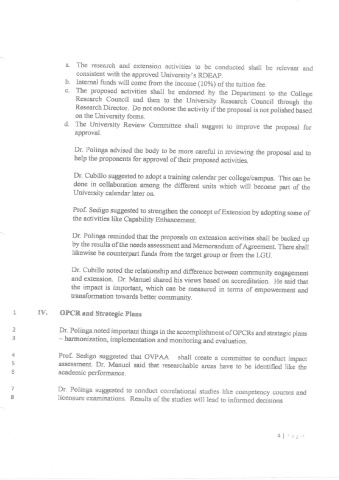 a. The research and extension activities to be conducted shall be relevant and
consistent with the approved University's RDEAP.
b. Internal funds will come from the income (10%) of the tuition fee.
c. The proposed activities shall be endorsed by the Department to the College
Research Council and then to the University Research Council through the
Research Director. Do not endorse the activity if the proposal is not polished based
on the University forms.
d. The University Review Committee shall suggest to improve the proposal for
approval.
Dr. Polinga advised the body to be more careful in reviewing the proposal and to
help the proponents for approval of their proposed activities.
Dr. Cubillo suggested to adopt a training calendar per college/campus. This can be
done in collaboration among the different units which will become part of the
University calendar later on.
Prof. Sedigo suggested to strengthen the concept of Extension by adopting some of
the activities like Capability Enhancement.
Dr. Polinga reminded that the proposals on extension activities shall be backed up
by the results of the needs assessment and Memorandum of Agreement. There shall
likewise be counterpart funds from the target group or from the LGU.
Dr. Cubillo noted the relationship and difference between community engagement
and extension. Dr. Manuel shared his views based on accreditation. He said that
the impact is important, which can be measured in terms of empowerment and
transformation towards better community.
1 IV. OPCR and Strategic Plans
2 Dr. Polinga noted important things in the accomplishment of OPCRs and strategic plans
3 – harmonization, implementation and monitoring and evaluation.
4 Prof. Sedigo suggested that OVPAA shall create a committee to conduct impact
5 assessment. Dr. Manuel said that researchable areas have to be identified like the
6 academic performance.
7 Dr. Polinga suggested to conduct correlational studies like competency courses and
8 licensure examinations. Results of the studies will lead to informed decisions